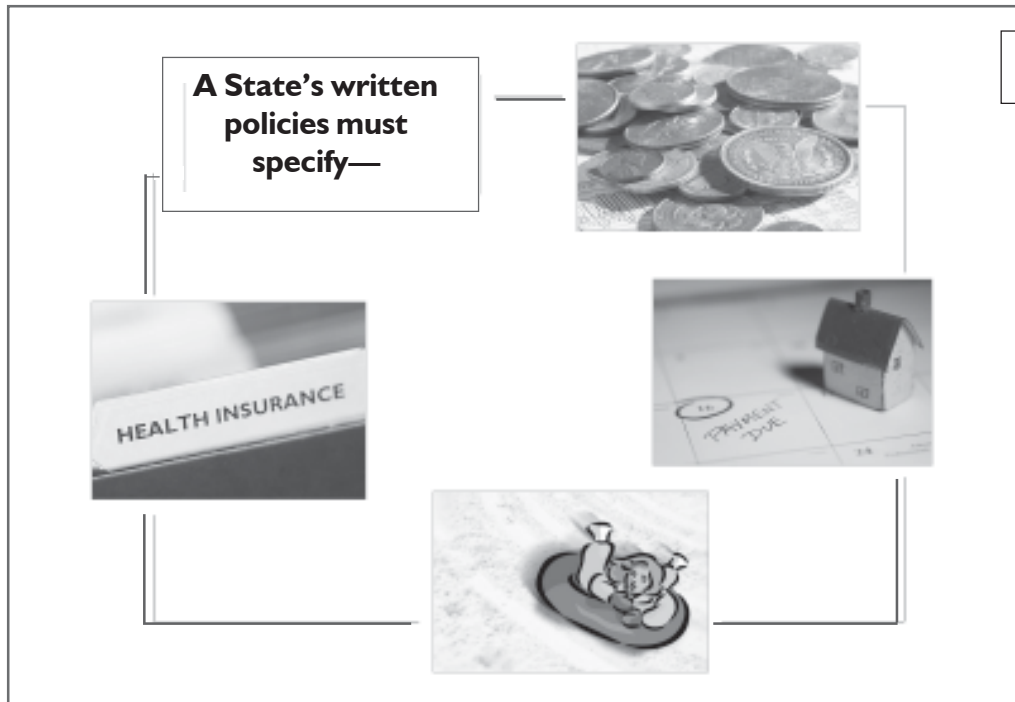 A State’s written
policies must
specify—
HEALTH INSURANCE
PAYMENT
DUE